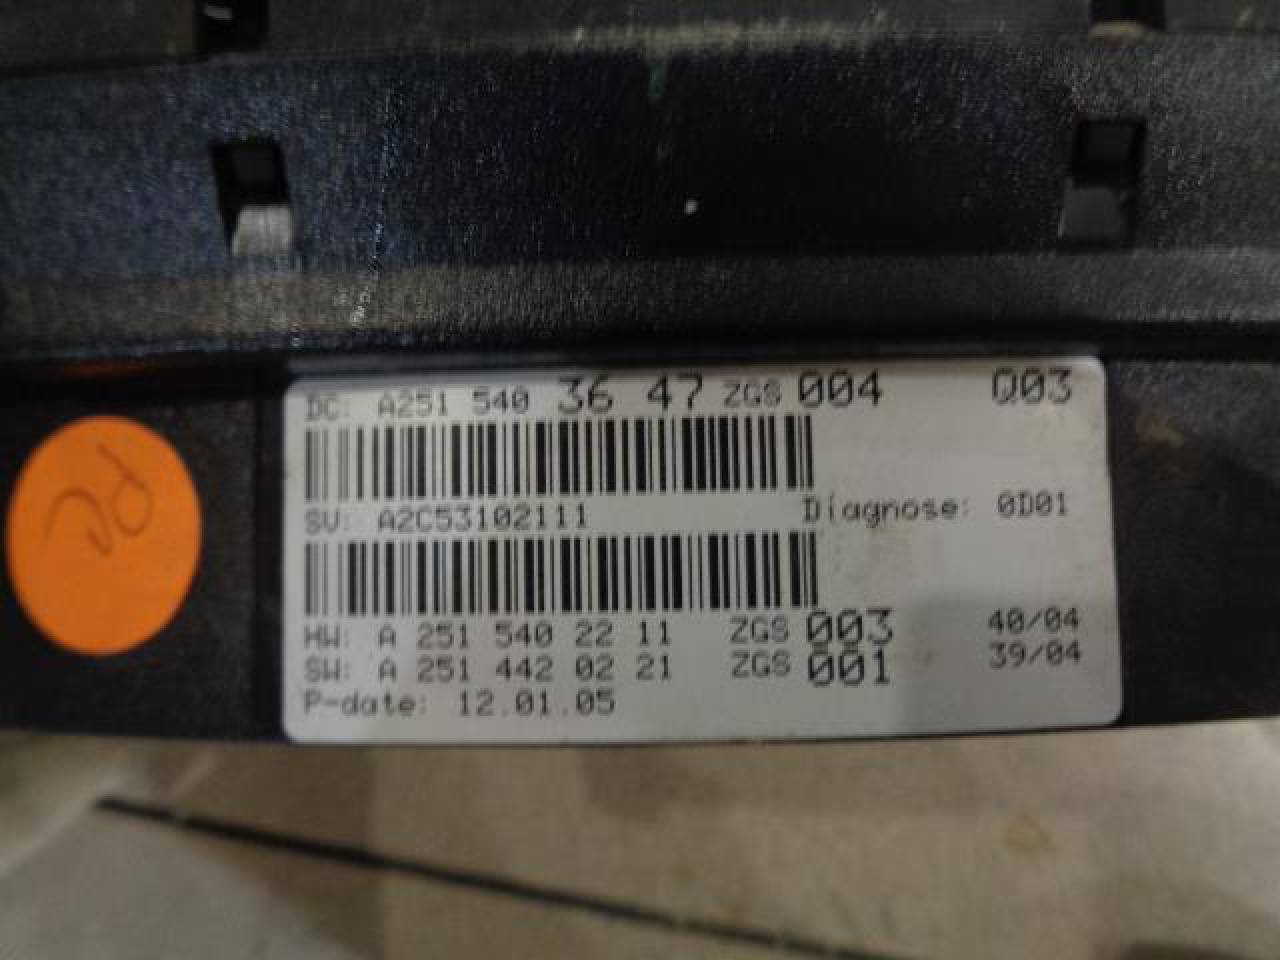 DC: A251 540 36 47 ZGS 004 Q03
SV: A2C53102111 Diagnose: 0D01
HW: A 251 540 22 11 ZGS 003 40/04
SW: A 251 442 02 21 ZGS 001 39/04
P-date: 12.01.05